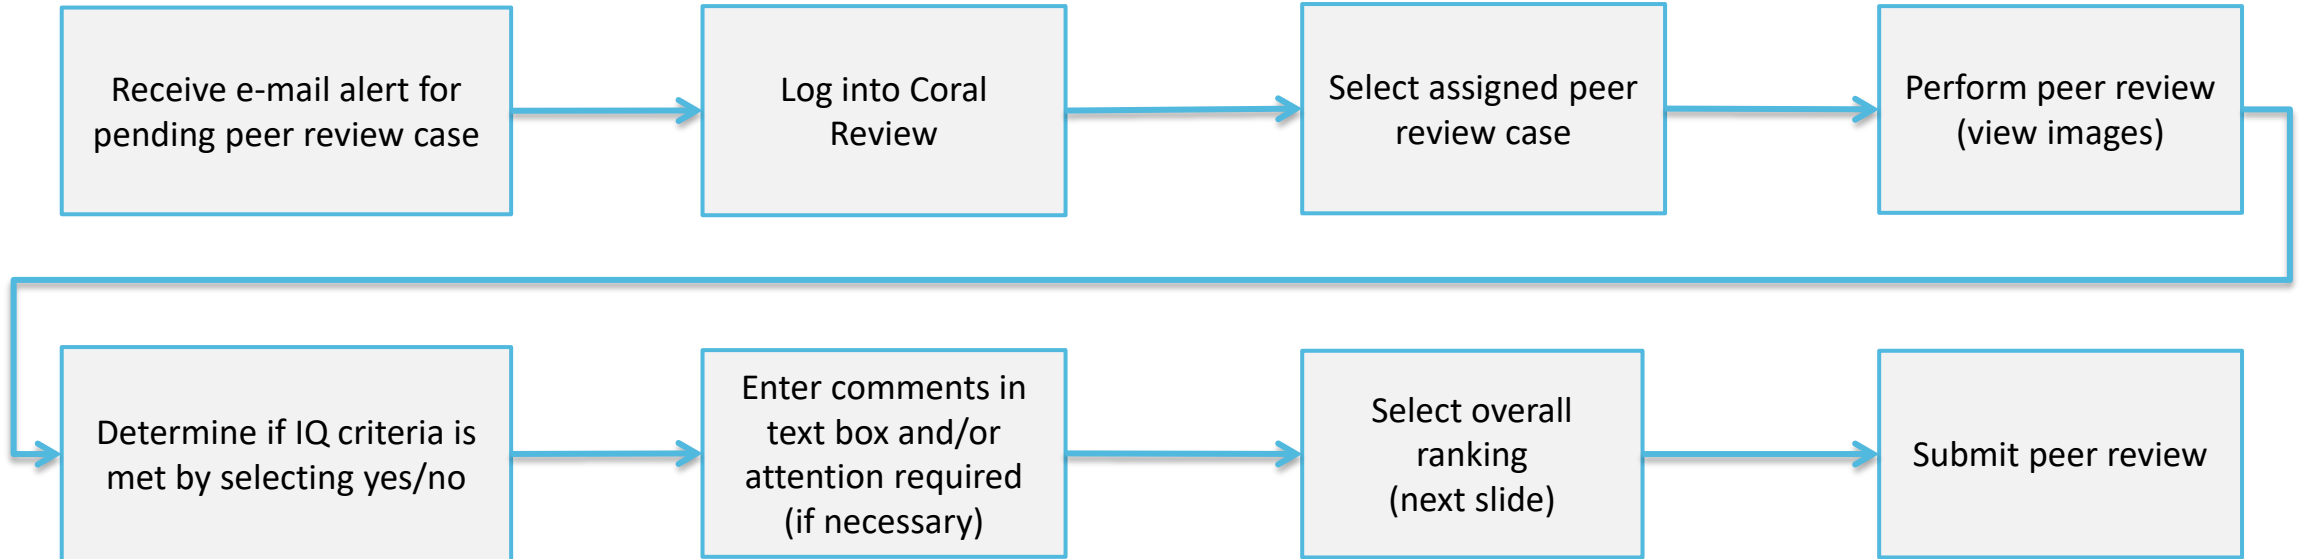 Receive e-mail alert for
pending peer review case
Log into Coral
Review
Select assigned peer
review case
Perform peer review
(view images)
Determine if IQ criteria is
met by selecting yes/no
Enter comments in
text box and/or
attention required
(if necessary)
Select overall
ranking
(next slide)
Submit peer review